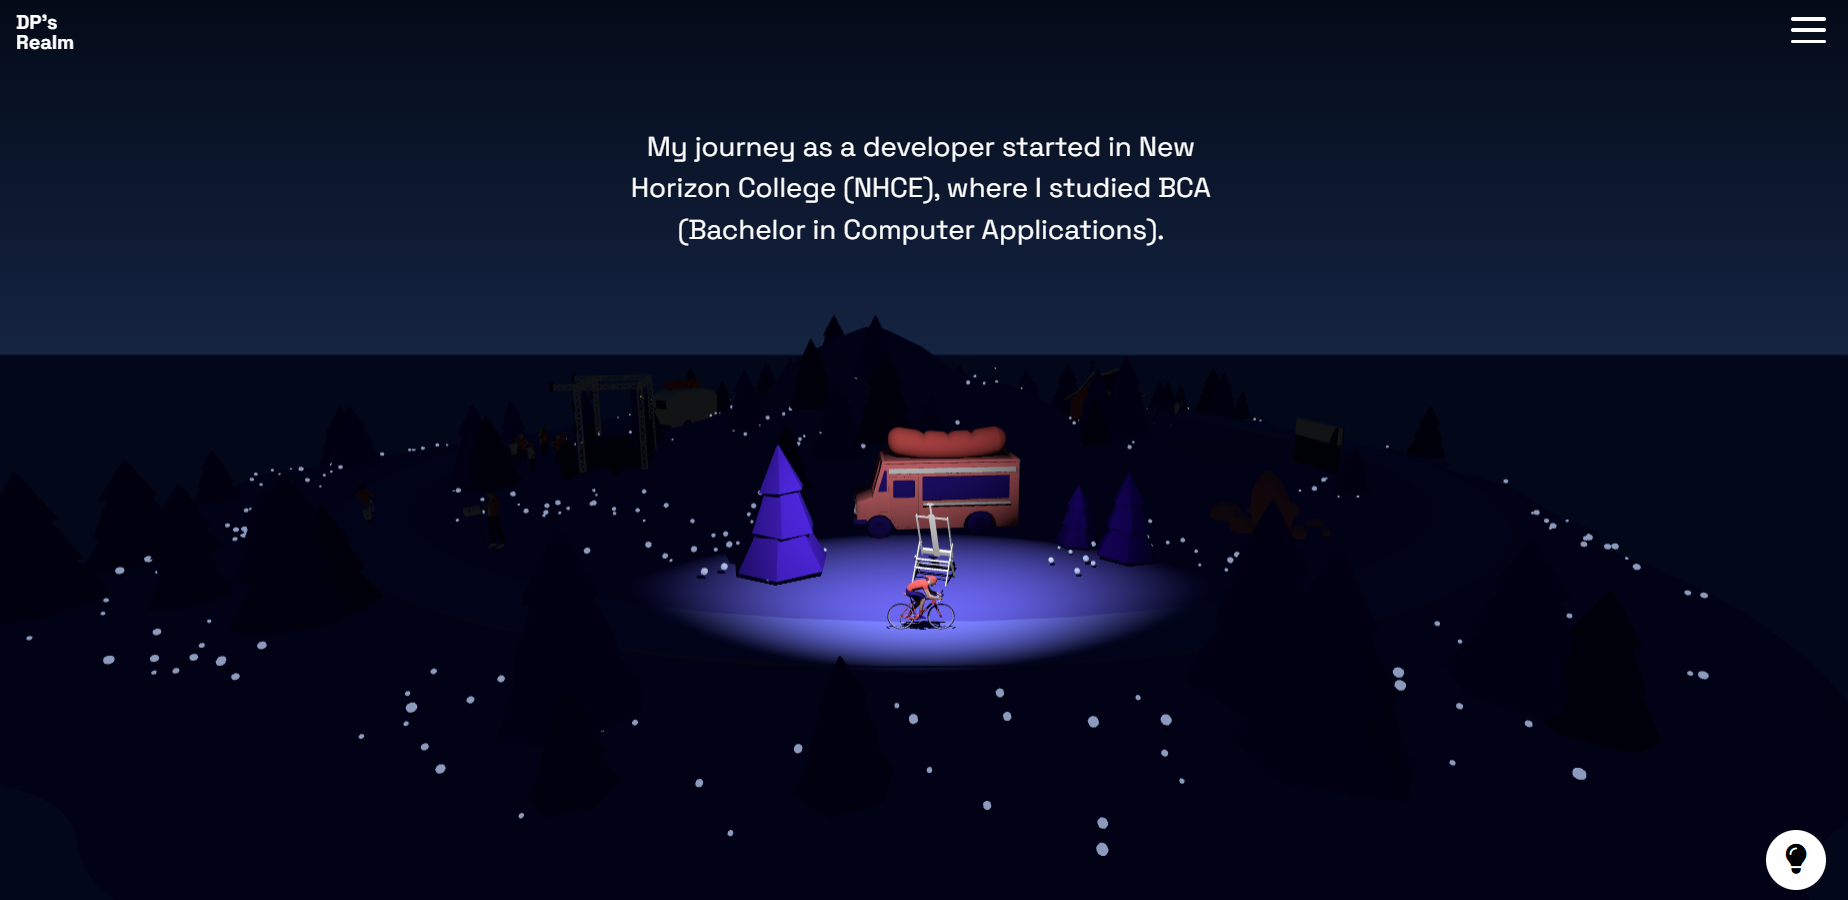 DP's
Realm
My journey as a developer started in New
Horizon College (NHCE), where I studied BCA
(Bachelor in Computer Applications).